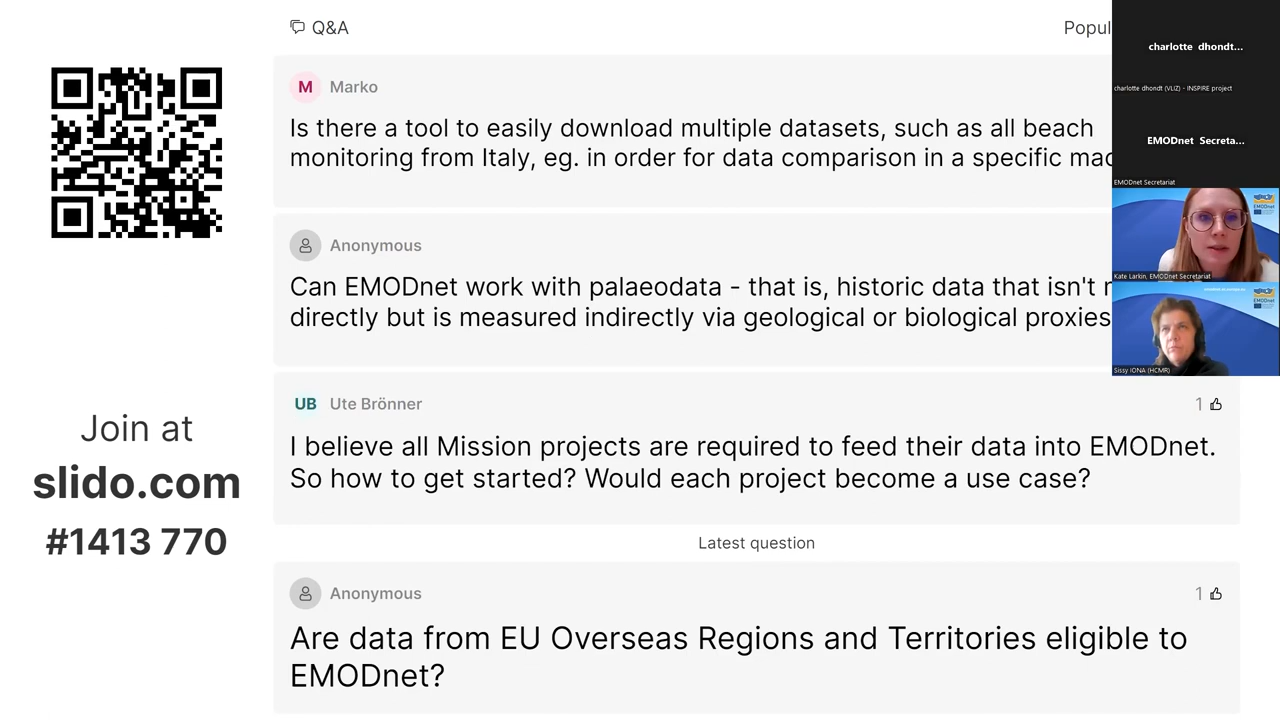 Q&A
M
Marko
Is there a tool to easily download multiple datasets, such as all beach
monitoring from Italy, eg. in order for data comparison in a specific
Anonymous
Can EMODnet work with palaeodata - that is, historic data that isn't
directly but is measured indirectly via geological or biological proxies
UB
Ute Brönner
1
I believe all Mission projects are required to feed their data into EMODnet.
So how to get started? Would each project become a use case?
Latest question
Anonymous
1
Are data from EU Overseas Regions and Territories eligible to
EMODnet?
Join at
slido.com
#1413 770
charlotte dhondt...
charlotte dhondt (VLIZ) - INSPIRE project
EMODnet Secreta...
EMODnet Secretariat
EMODnet
Kate Larkin, EMODnet Secretariat
EMODnet
Sissy IONA (HCMR)